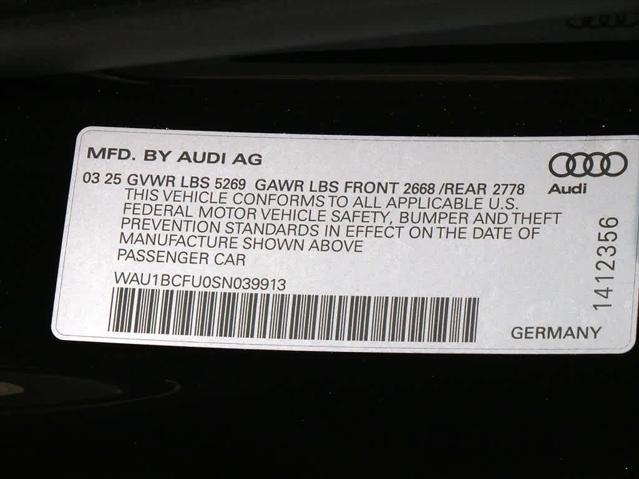 MFD. BY AUDI AG
03 25 GVWR LBS 5269 GAWR LBS FRONT 2668 /REAR 2778
THIS VEHICLE CONFORMS TO ALL APPLICABLE U.S.
FEDERAL MOTOR VEHICLE SAFETY, BUMPER AND THEFT
PREVENTION STANDARDS IN EFFECT ON THE DATE OF
MANUFACTURE SHOWN ABOVE
PASSENGER CAR
WAU1BCFU0SN039913
Audi
1412356
GERMANY